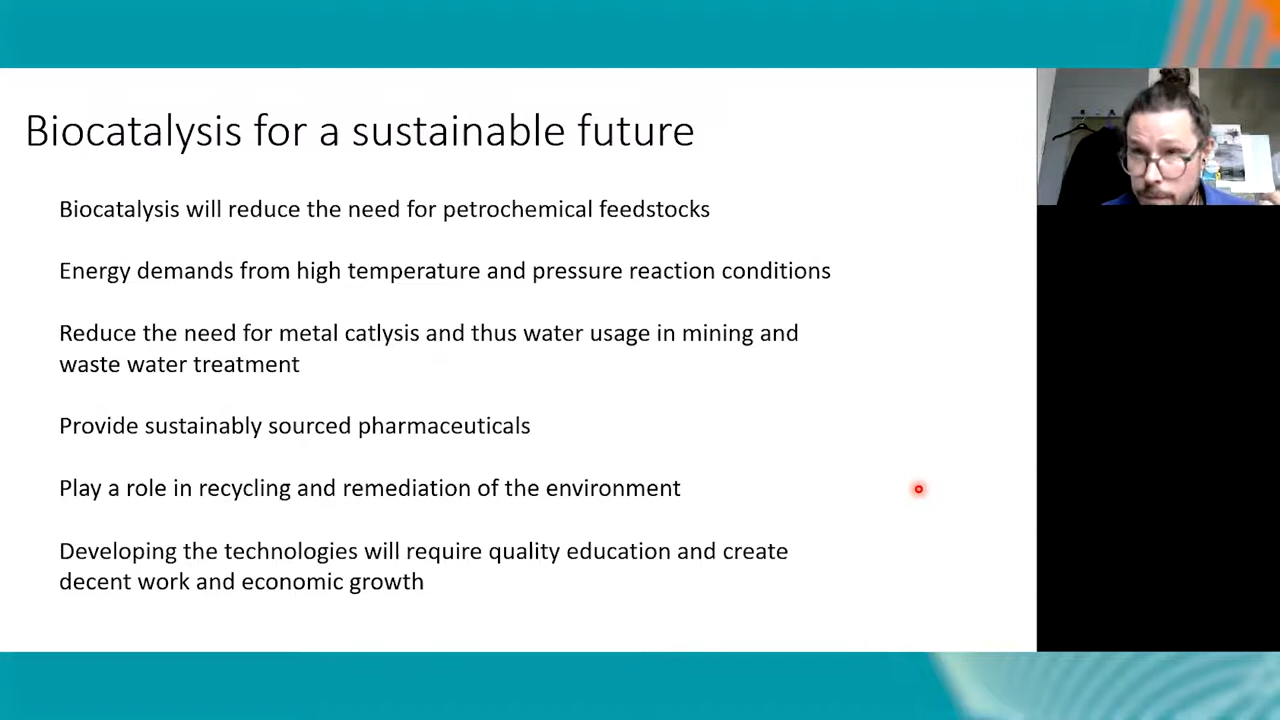 Biocatalysis for a sustainable future
Biocatalysis will reduce the need for petrochemical feedstocks
Energy demands from high temperature and pressure reaction conditions
Reduce the need for metal catlysis and thus water usage in mining and
waste water treatment
Provide sustainably sourced pharmaceuticals
Play a role in recycling and remediation of the environment
Developing the technologies will require quality education and create
decent work and economic growth